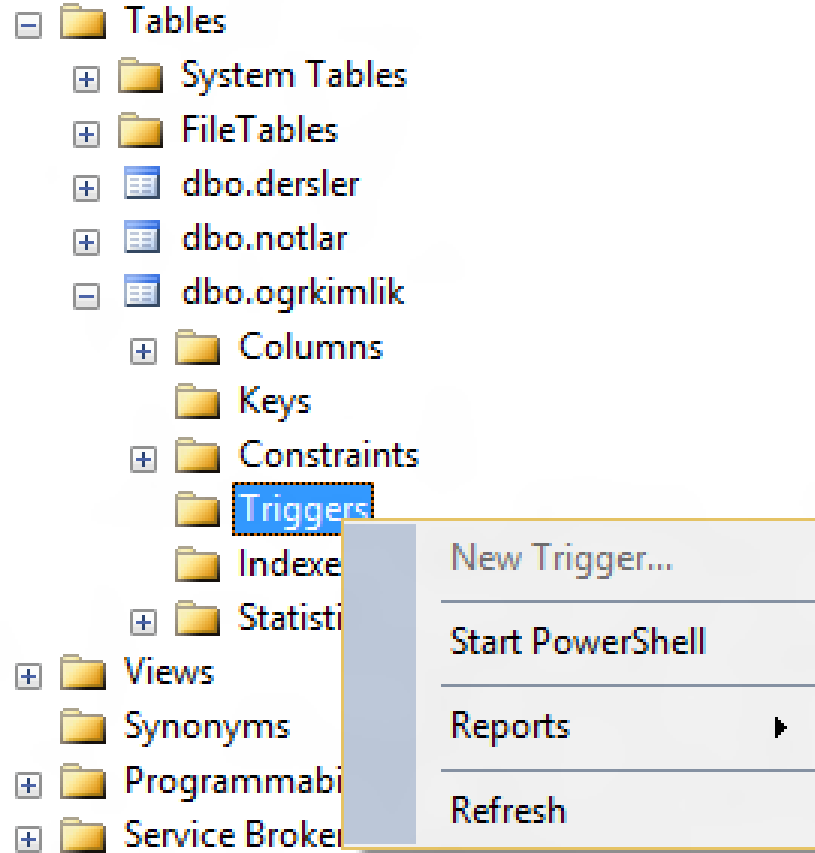 Tables
System Tables
FileTables
dbo.dersler
dbo.notlar
dbo.ogrkimlik
Columns
Keys
Constraints
Triggers
Indexe
Statisti
Views
Synonyms
Programmabi
Service Broker
New Trigger...
Start PowerShell
Reports
Refresh